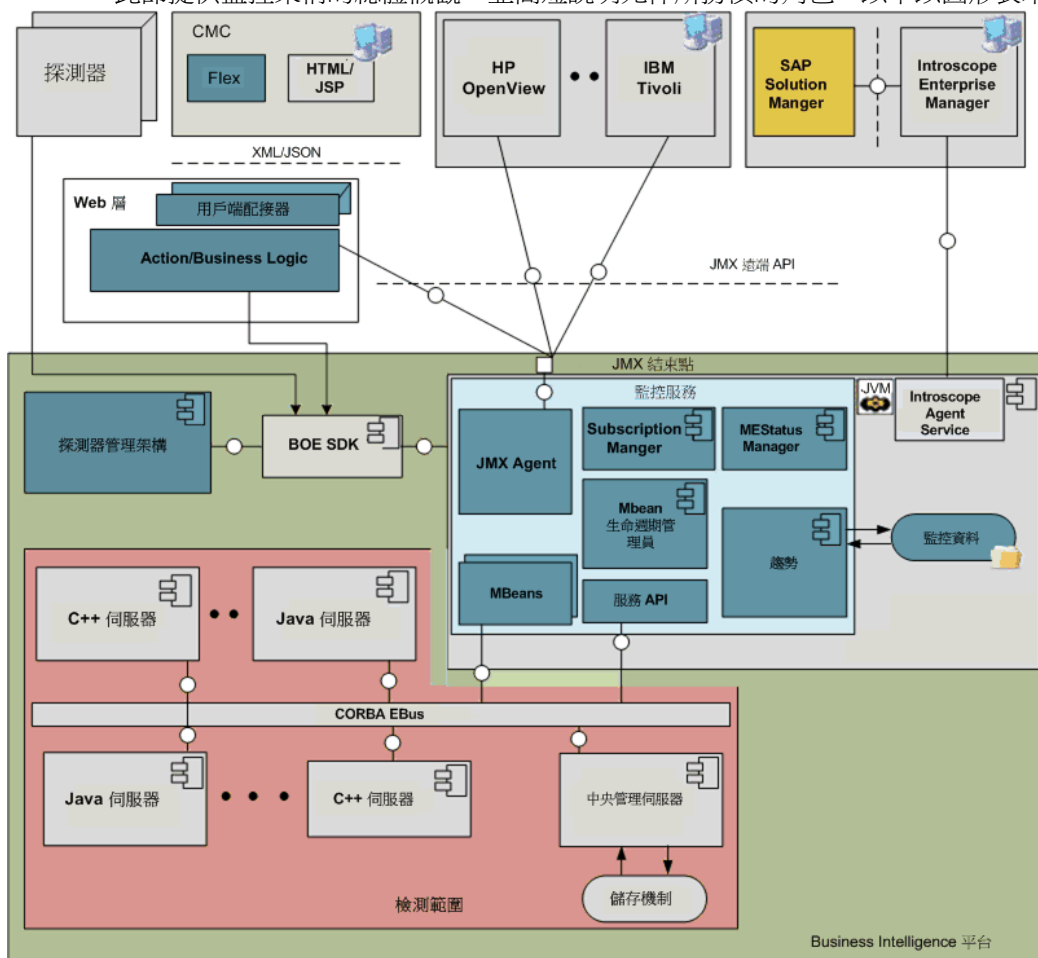 探測器
CMC
Flex
HTML/
JSP
HP
OpenView
IBM
Tivoli
SAP
Solution
Manger
Introscope
Enterprise
Manager
XML/JSON
Web 層
用戶端配接器
Action/Business Logic
JMX 遠端 API
JMX 結束點
監控服務
JVM
Introscope
Agent
Service
探測器管理架構
BOE SDK
JMX Agent
Subscription
Manger
MEStatus
Manager
Mbean
生命週期管
理員
趨勢
監控資料
MBeans
服務 API
C++ 伺服器
Java 伺服器
CORBA EBus
Java 伺服器
C++ 伺服器
中央管理伺服器
儲存機制
檢測範圍
Business Intelligence 平台